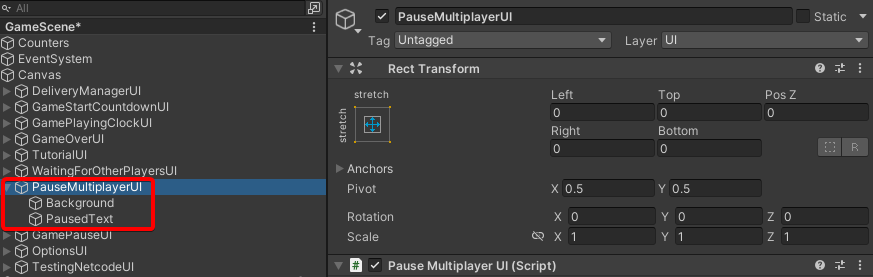 All
GameScene*
Counters
EventSystem
Canvas
DeliveryManagerUI
GameStartCountdownUI
GamePlayingClockUI
GameOverUI
TutorialUI
WaitingForOtherPlayersUI
PauseMultiplayerUI
Background
PausedText
GamePauseUI
OptionsUI
TestingNetcodeUI
PauseMultiplayerUI Static
Tag Untagged Layer UI
Rect Transform
stretch
stretch
Left Top Pos Z
0 0 0
Right Bottom
0 0 R
Anchors
Pivot X 0.5 Y 0.5
Rotation X 0 Y 0 Z 0
Scale X 1 Y 1 Z 1
# Pause Multiplayer UI (Script)